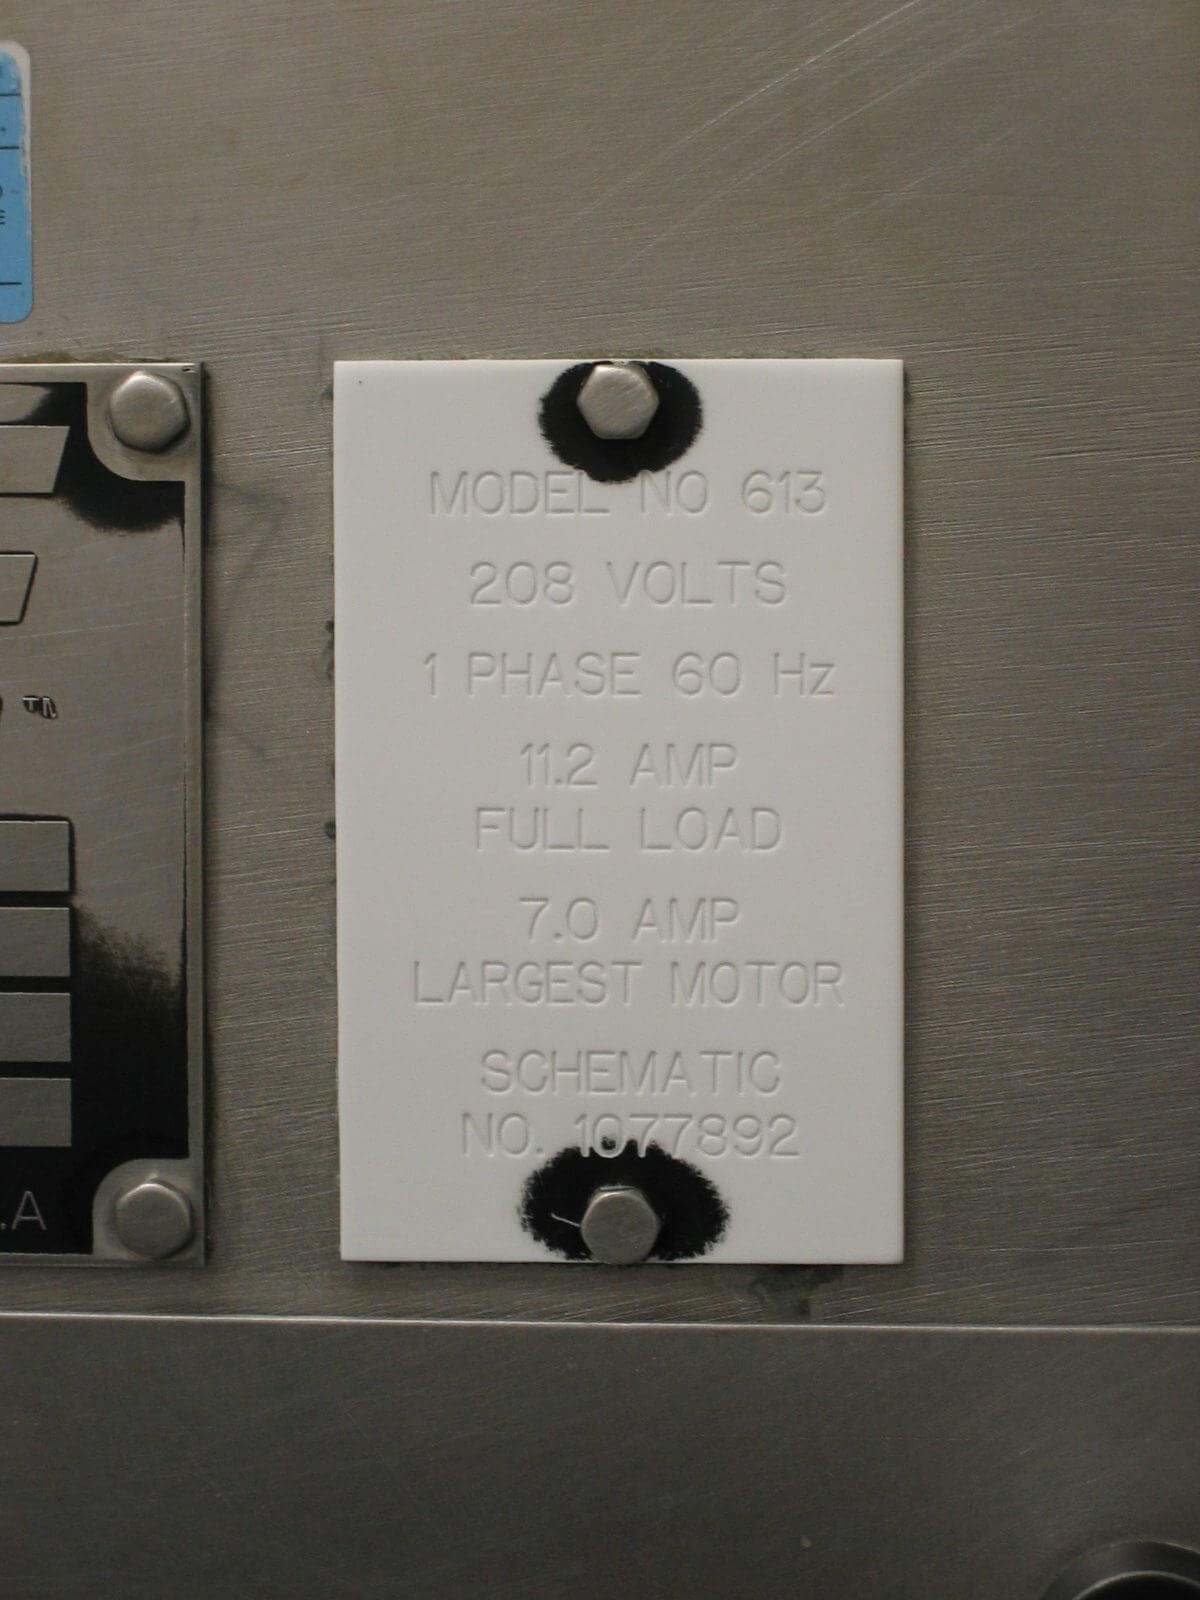 E
TM
.A
MODEL NO 613
208 VOLTS
1 PHASE 60 Hz
11.2 AMP
FULL LOAD
7.0 AMP
LARGEST MOTOR
SCHEMATIC
NO. 1077892